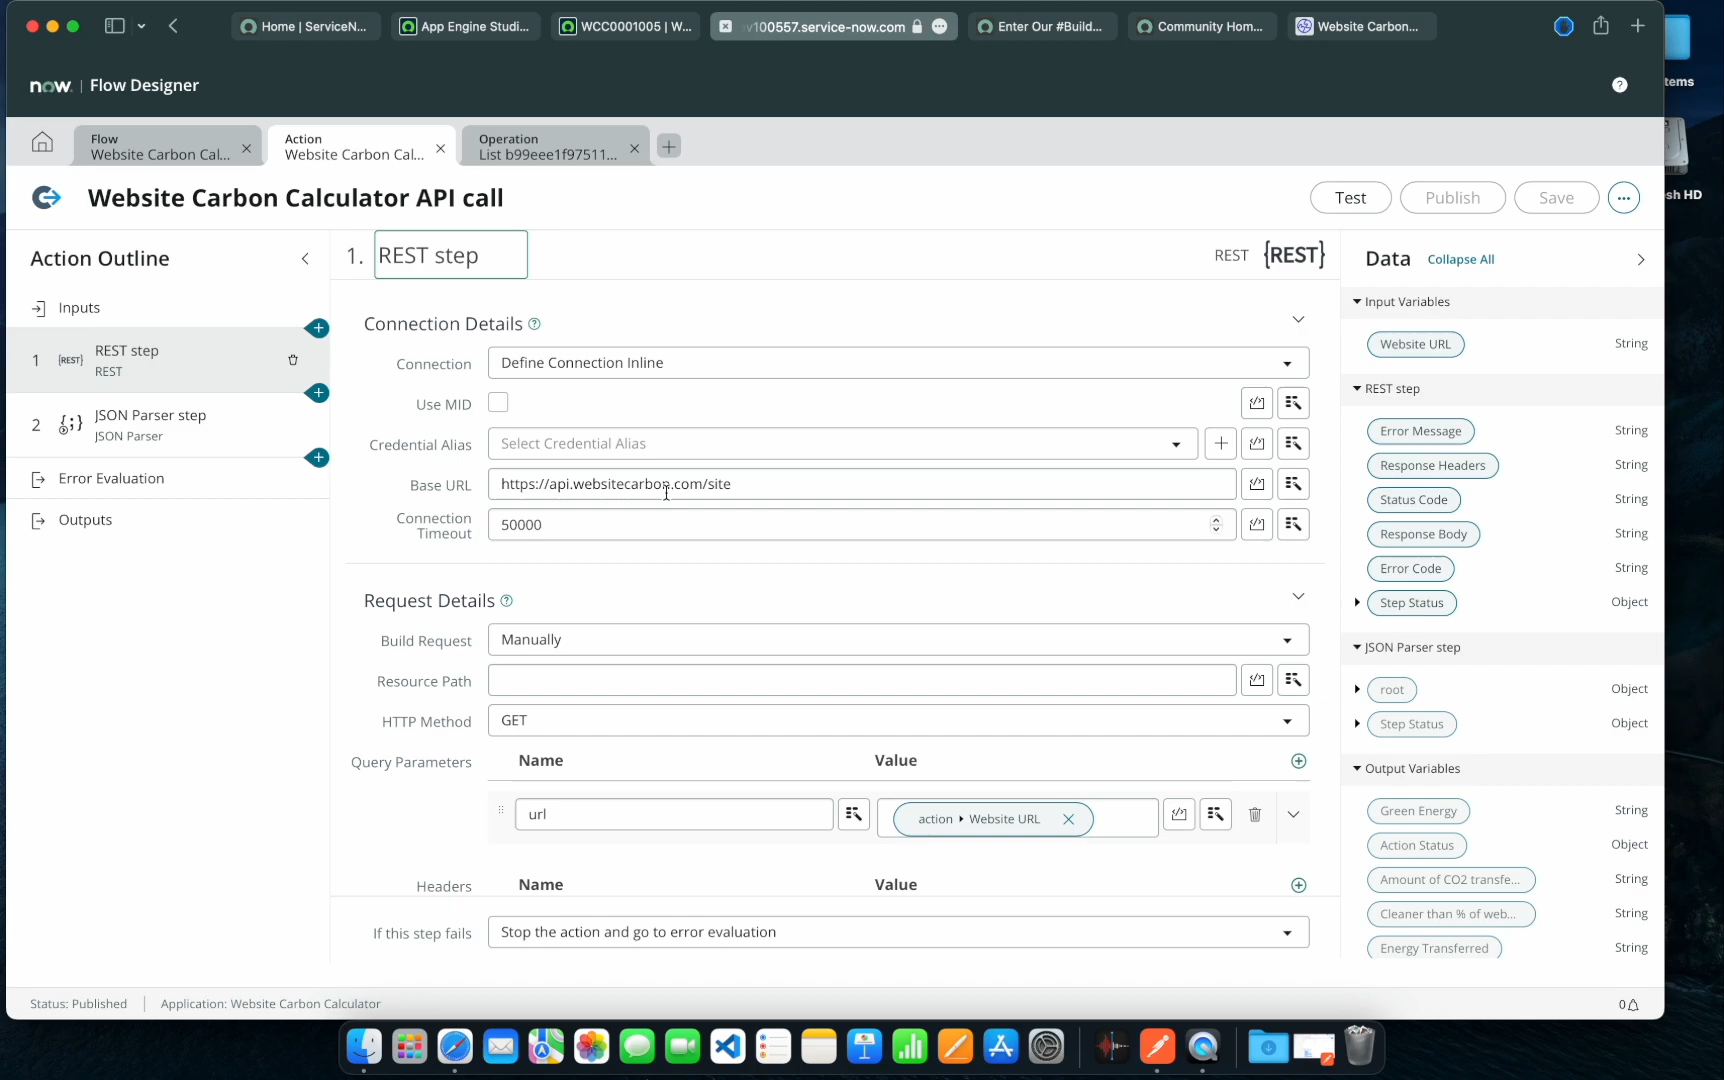 Home | ServiceN...
App Engine Studi...
WCC0001005 | W...
v100557.service-now.com
Enter Our #Build...
Community Hom...
Website Carbon...
tems
now. | Flow Designer
Flow
Website Carbon Cal...
Action
Website Carbon Cal...
Operation
List b99eee1f97511...
sh HD
Website Carbon Calculator API call
Test
Publish
Save
Action Outline
1. REST step
REST {REST}
Data
Collapse All
Inputs
Input Variables
Connection Details
Website URL
String
1 {REST} REST step
REST
Connection
Define Connection Inline
REST step
Use MID
2 JSON Parser step
JSON Parser
Error Message
String
Credential Alias
Select Credential Alias
Response Headers
String
Error Evaluation
Base URL
https://api.websitecarbon.com/site
Status Code
String
Outputs
Connection
Timeout
50000
Response Body
String
Error Code
String
Request Details
Step Status
Object
Build Request
Manually
JSON Parser step
Resource Path
root
Object
HTTP Method
GET
Step Status
Object
Query Parameters
Name
Value
Output Variables
url
action
Website URL
Green Energy
String
Action Status
Object
Headers
Name
Value
Amount of CO2 transfe...
String
Cleaner than % of web...
String
If this step fails
Stop the action and go to error evaluation
Energy Transferred
String
Status: Published
Application: Website Carbon Calculator
0